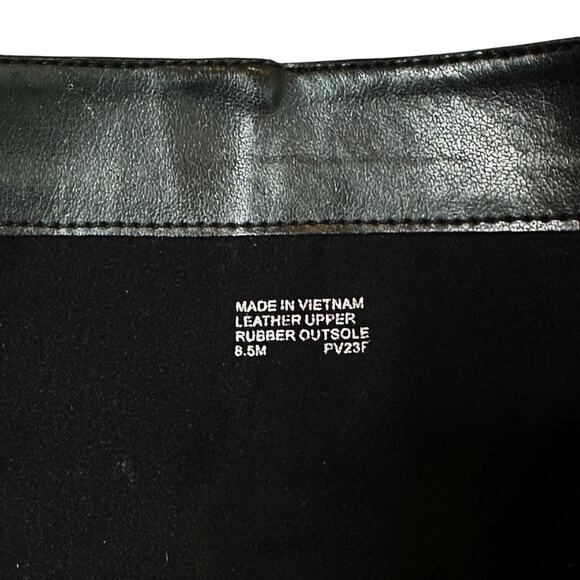 MADE IN VIETNAM
LEATHER UPPER
RUBBER OUTSOLE
8.5M PV23F